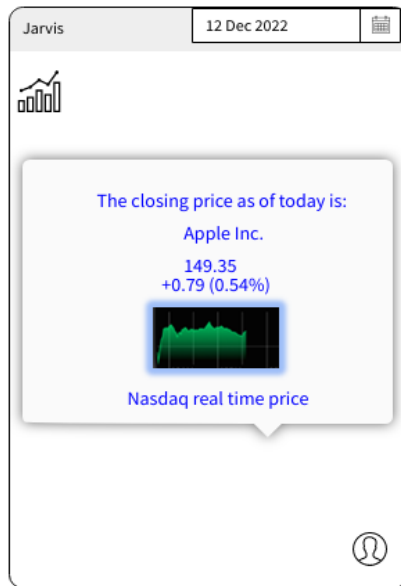 Jarvis
12 Dec 2022
The closing price as of today is:
Apple Inc.
149.35
+0.79 (0.54%)
Nasdaq real time price